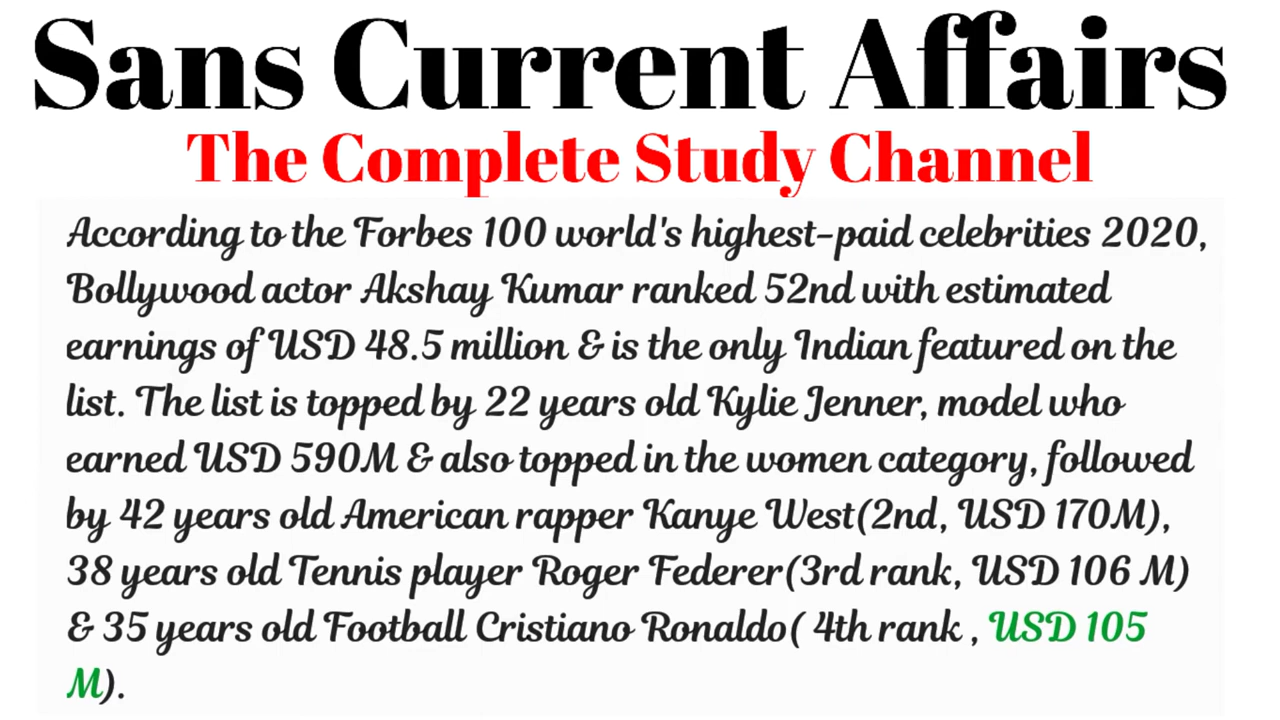 Sans Current Affairs
The Complete Study Channel
According to the Forbes 100 world's highest-paid celebrities 2020,
Bollywood actor Akshay Kumar ranked 52nd with estimated
earnings of USD 48.5 million & is the only Indian featured on the
list. The list is topped by 22 years old Kylie Jenner, model who
earned USD 590M & also topped in the women category, followed
by 42 years old American rapper Kanye West(2nd, USD 170M),
38 years old Tennis player Roger Federer(3rd rank, USD 106 M)
& 35 years old Football Cristiano Ronaldo( 4th rank , USD 105
M).